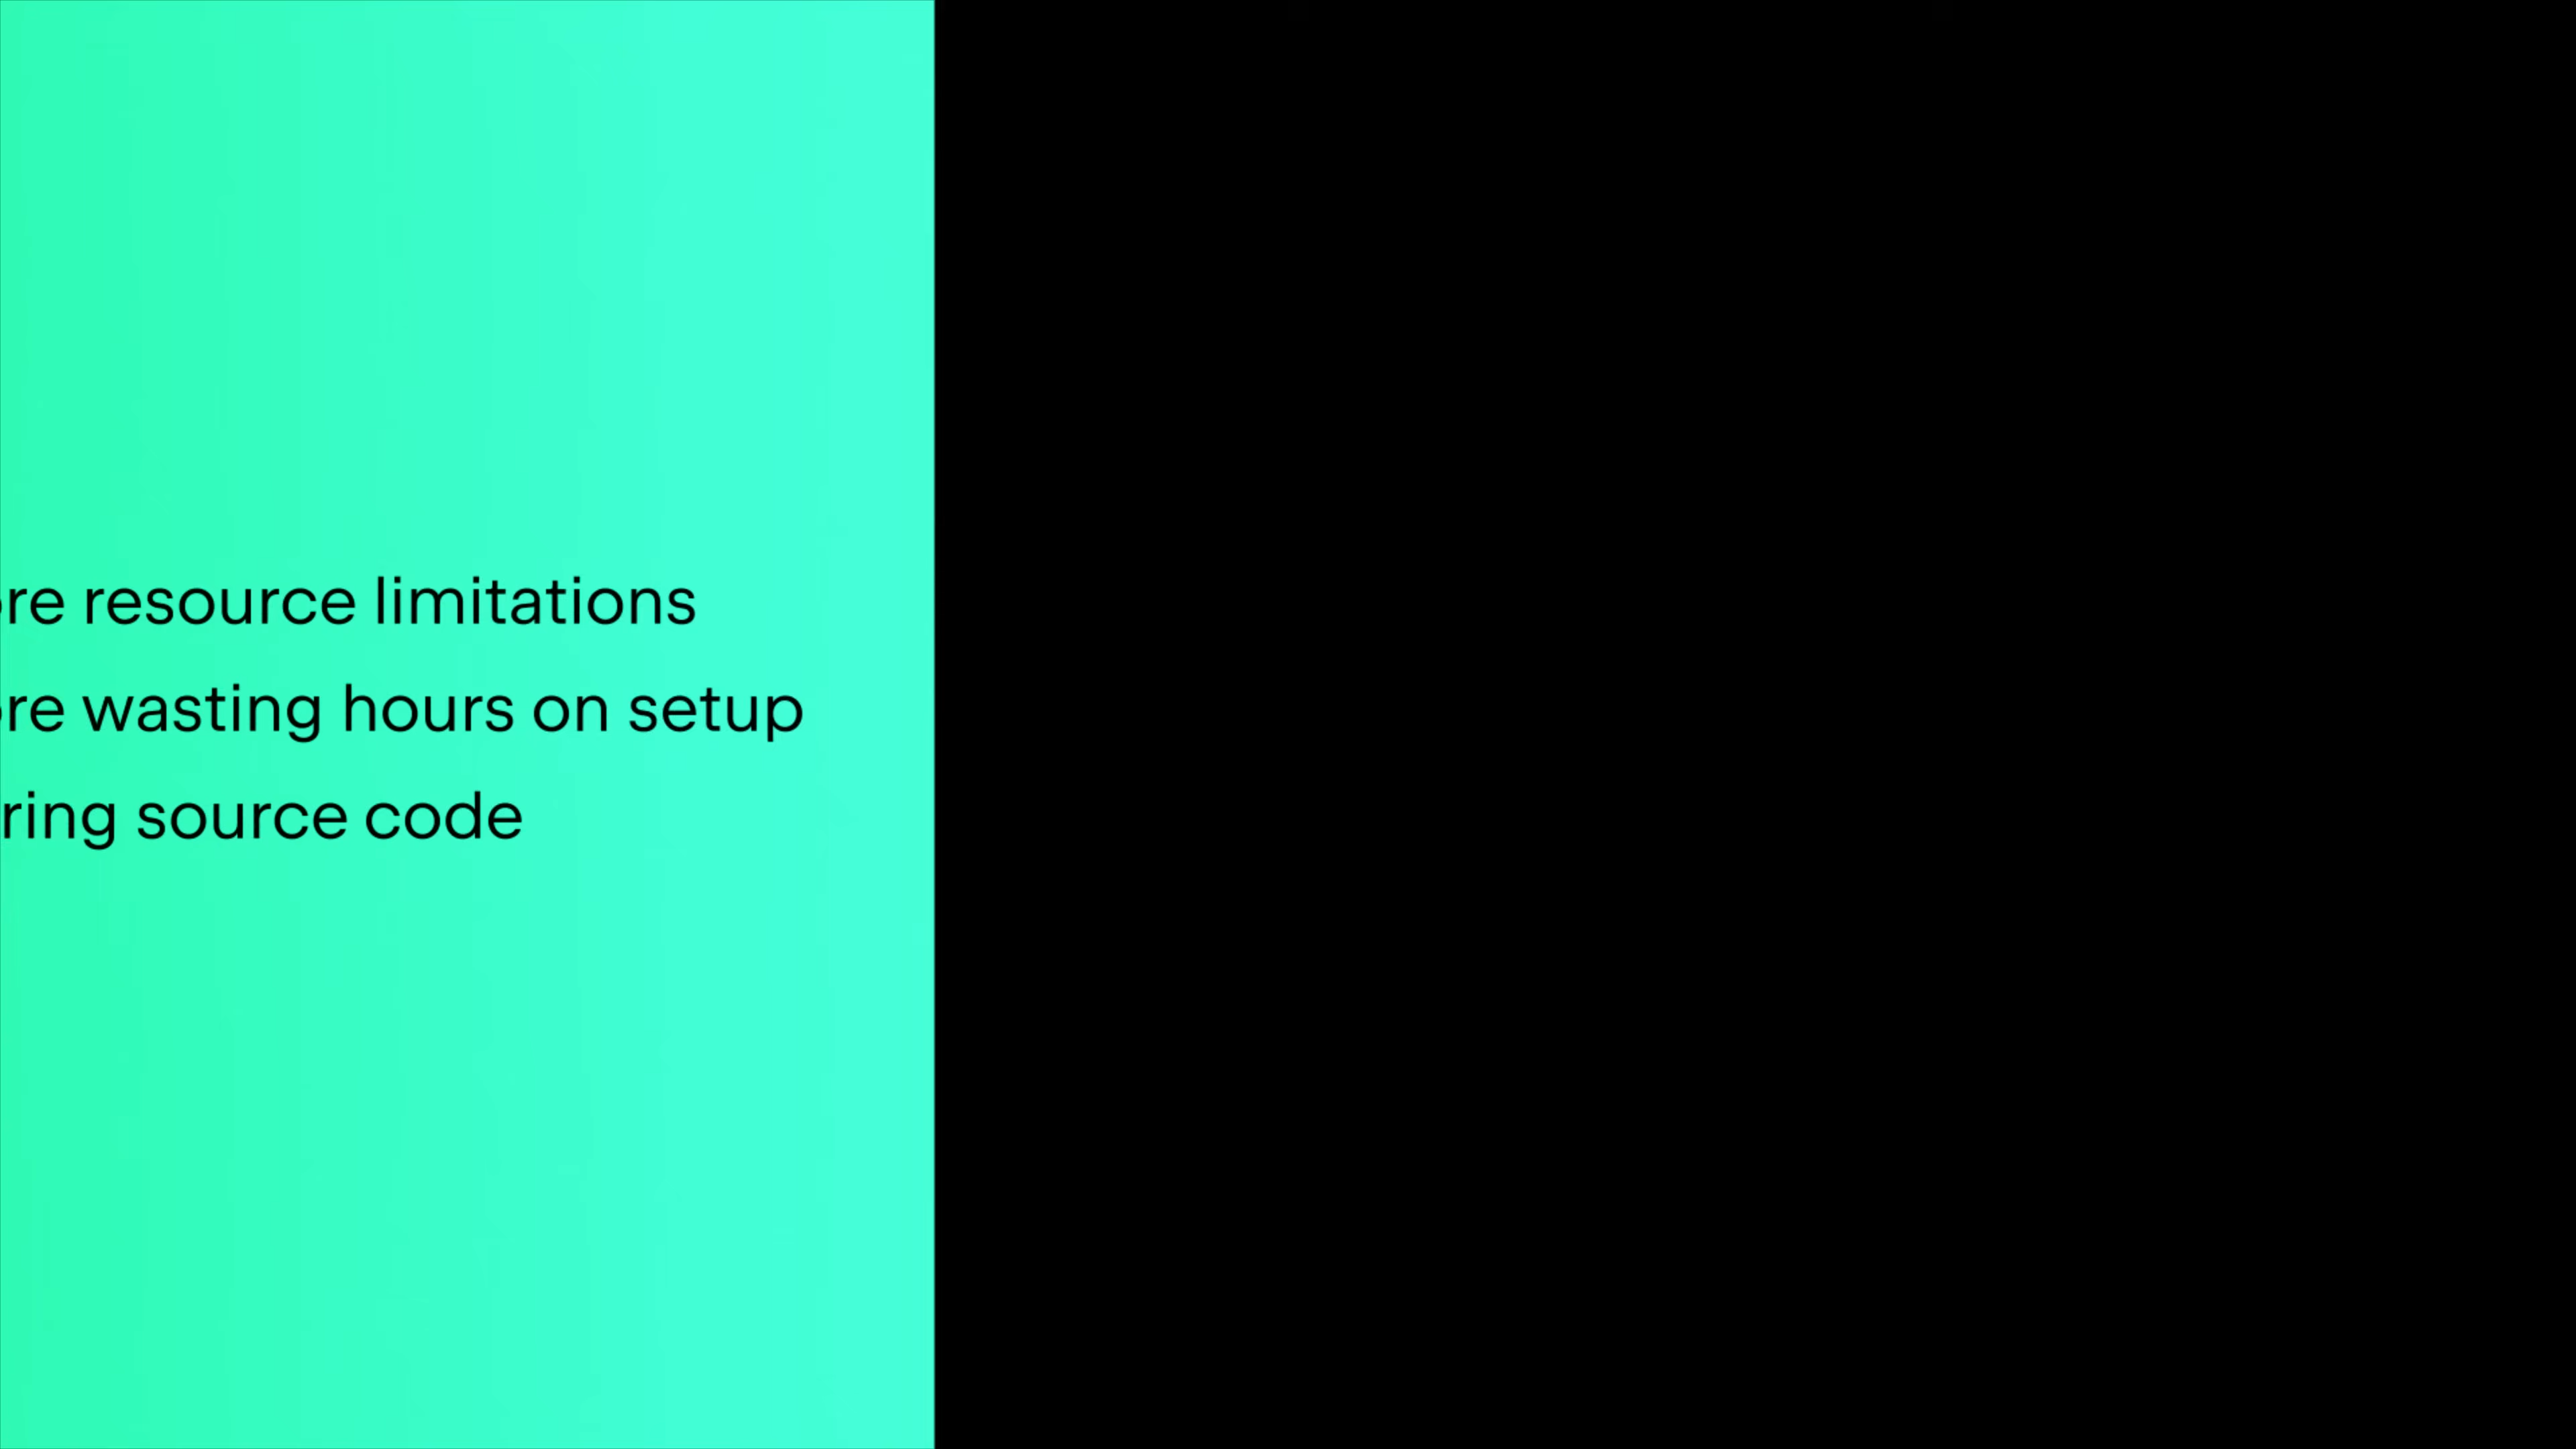 re resource limitations
re wasting hours on setup
ring source code